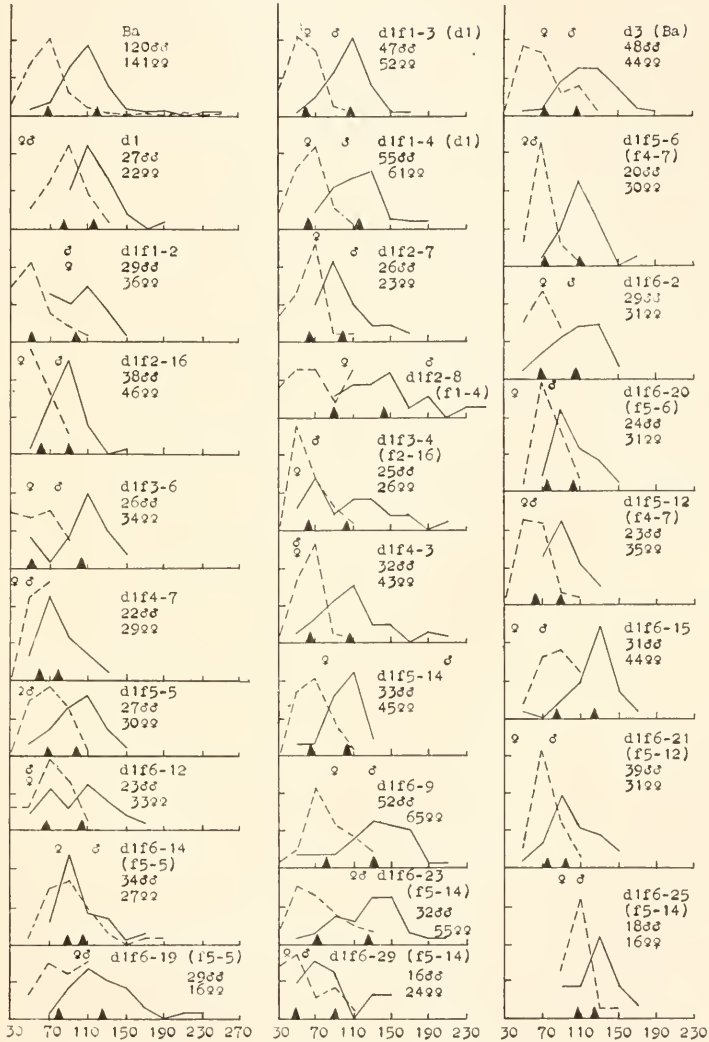 Ba
120♂♂
141♀♀
♀♂
d1
27♂♂
22♀♀
♂
♀
d1f1-2
29♂♂
36♀♀
♀ ♂
d1f2-16
38♂♂
46♀♀
♀ ♂
d1f3-6
26♂♂
34♀♀
♀♂
d1f4-7
22♂♂
29♀♀
♀♂
d1f5-5
27♂♂
30♀♀
♂
♀
d1f6-12
23♂♂
33♀♀
♀ ♂
d1f6-14
(f5-5)
34♂♂
27♀♀
♀♂
d1f6-19 (f5-5)
29♂♂
16♀♀
30 70 110 150 190 230 270
♀ ♂
d1f1-3 (d1)
47♂♂
52♀♀
♀ ♂
d1f1-4 (d1)
55♂♂
61♀♀
♀ ♂
d1f2-7
26♂♂
23♀♀
♀ ♂
d1f2-8
(f1-4)
♂
♀
d1f3-4
(f2-16)
25♂♂
26♀♀
♂
♀
d1f4-3
32♂♂
43♀♀
♀ ♂
d1f5-14
33♂♂
45♀♀
♀ ♂
d1f6-9
52♂♂
65♀♀
♀♂
d1f6-23
(f5-14)
32♂♂
55♀♀
♀♂
d1f6-29 (f5-14)
16♂♂
24♀♀
30 70 110 150 190 230
♀ ♂
d3 (Ba)
48♂♂
44♀♀
♀♂
d1f5-6
(f4-7)
20♂♂
30♀♀
♀ ♂
d1f6-2
29♂♂
31♀♀
♀ ♂
d1f6-20
(f5-6)
24♂♂
31♀♀
♀♂
d1f5-12
(f4-7)
23♂♂
35♀♀
♀ ♂
d1f6-15
31♂♂
44♀♀
♀ ♂
d1f6-21
(f5-12)
39♂♂
31♀♀
♀ ♂
d1f6-25
(f5-14)
18♂♂
16♀♀
30 70 110 150 190 230